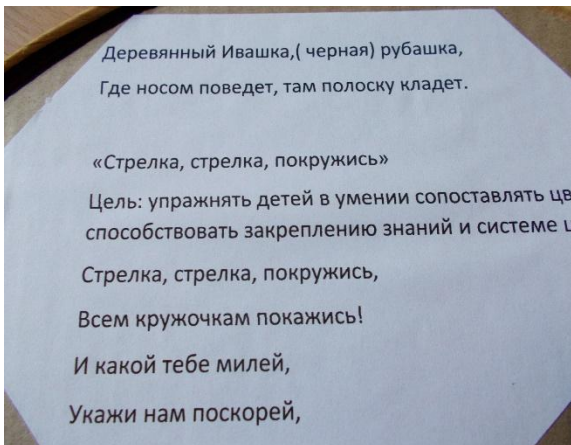 Деревянный Ивашка,( черная) рубашка,
Где носом поведет, там полоску кладет.
«Стрелка, стрелка, покружись»
Цель: упражнять детей в умении сопоставлять
способствовать закреплению знаний и системе
Стрелка, стрелка, покружись,
Всем кружочкам покажись!
И какой тебе милей,
Укажи нам поскорей,